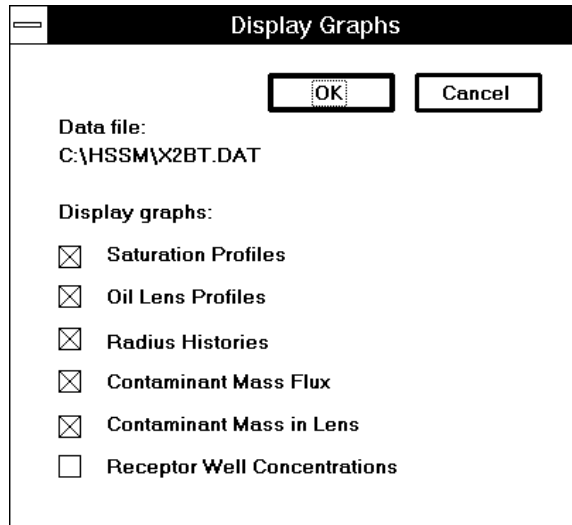 Display Graphs
OK Cancel
Data file:
C:\HSSM\X2BT.DAT
Display graphs:
Saturation Profiles
Oil Lens Profiles
Radius Histories
Contaminant Mass Flux
Contaminant Mass in Lens
Receptor Well Concentrations